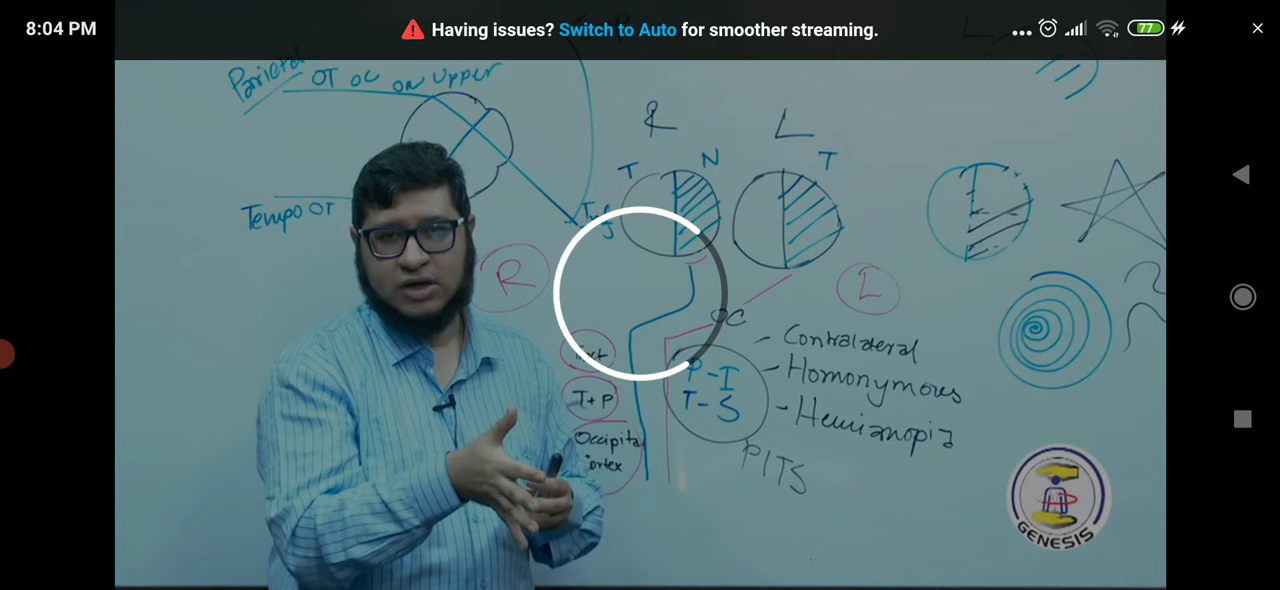 8:04 PM
Having issues? Switch to Auto for smoother streaming.
77
Parietal OT OC on Upper
R L
T N T
L
Tempo OT
R
L
OC
Tract
P - I
T - S
T + P
Occipital
cortex
- Contralateral
- Homonymous
- Hemianopia
PITS
GENESIS